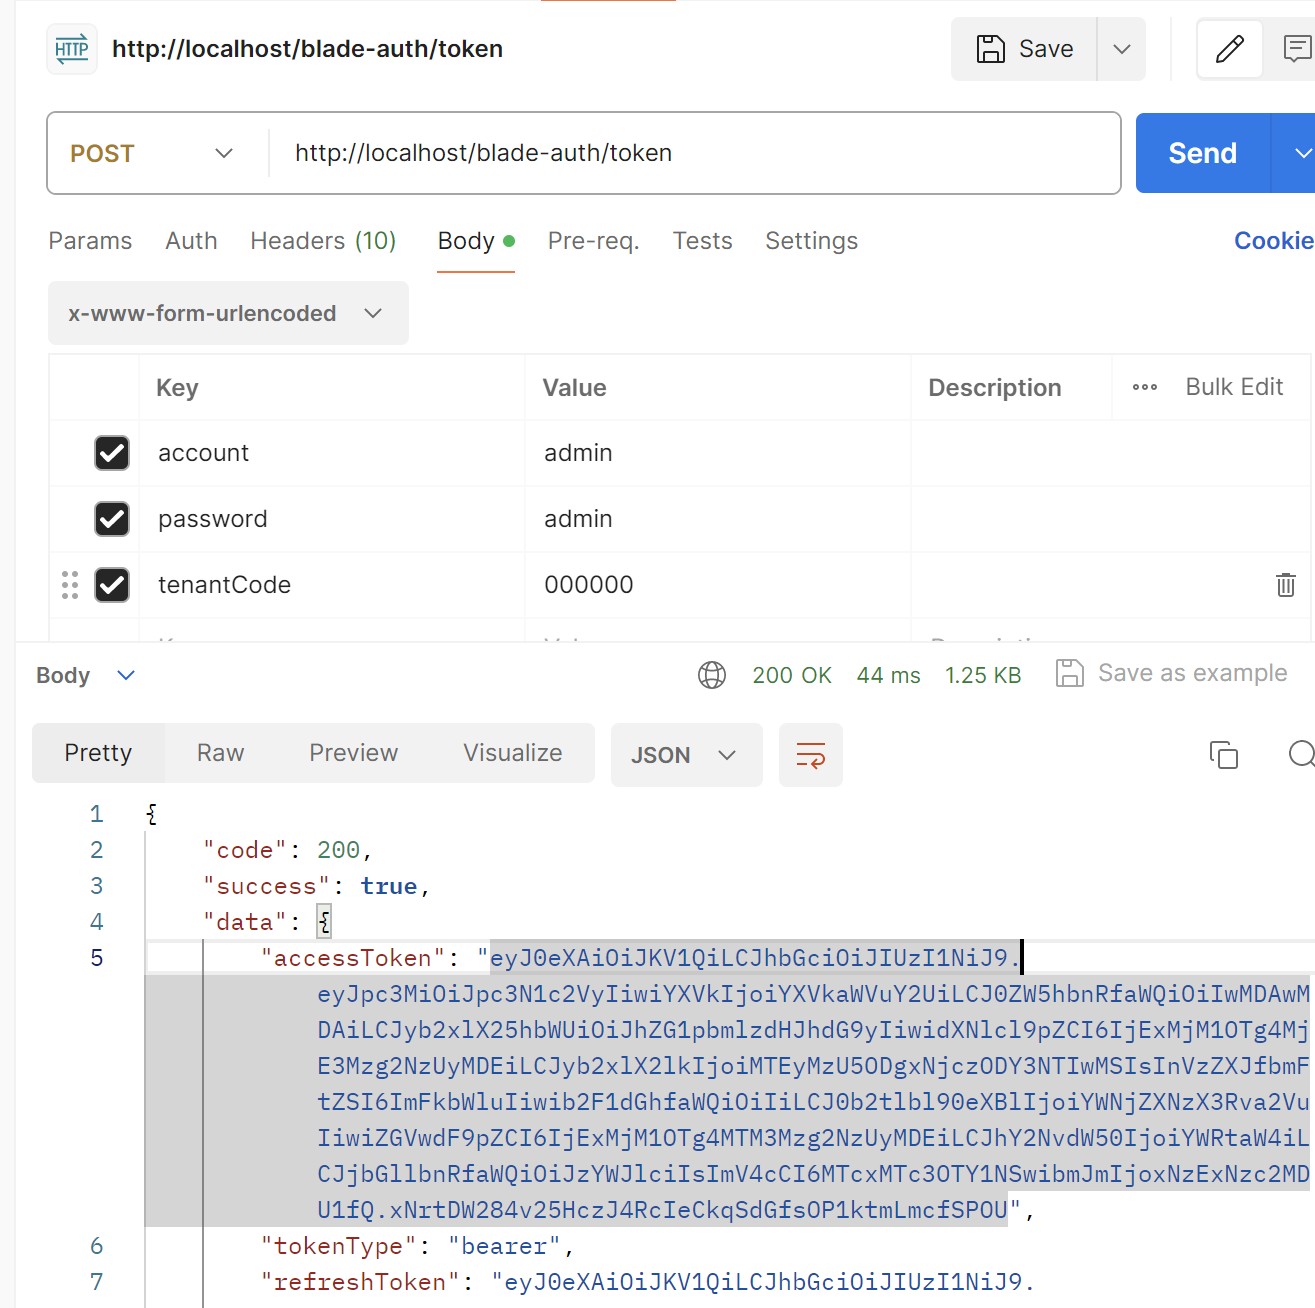 HTTP http://localhost/blade-auth/token Save
POST http://localhost/blade-auth/token Send
Params Auth Headers (10) Body Pre-req. Tests Settings Cookie
x-www-form-urlencoded
Key Value Description Bulk Edit
account admin
password admin
tenantCode 000000
Body 200 OK 44 ms 1.25 KB Save as example
Pretty Raw Preview Visualize JSON
1 {
2 "code": 200,
3 "success": true,
4 "data": {
5 "accessToken": "eyJ0eXAiOiJKV1QiLCJhbGciOiJIUzI1NiJ9.
eyJpc3MiOiJpc3N1c2VyIiwiYXVkIjoiYXVkaWVuY2UiLCJ0ZW5hbnRfaWQiOiIwMDAwM
DAiLCJyb2xlX25hbWUiOiJhZG1pbmlzdHJhdG9yIiwidXNlcl9pZCI6IjExMjM1OTg4Mj
E3Mzg2NzUyMDEiLCJyb2xlX2lkIjoiMTEyMzU5ODgxNjczODY3NTIwMSIsInVzZXJfbmF
tZSI6ImFkbWluIiwib2F1dGhfaWQiOiIiLCJ0b2tlbl90eXBlIjoiYWNjZXNzX3Rva2Vu
IiwiZGVwdF9pZCI6IjExMjM1OTg4MTM3Mzg2NzUyMDEiLCJhY2NvdW50IjoiYWRtaW4iL
CJjbGllbnRfaWQiOiJzYWJlciIsImV4cCI6MTcxMTc3OTY1NSwibmJmIjoxNzExNzc2MD
U1fQ.xNrtDW284v25HczJ4RcIeCkqSdGfsOP1ktmLmcfSPOU",
6 "tokenType": "bearer",
7 "refreshToken": "eyJ0eXAiOiJKV1QiLCJhbGciOiJIUzI1NiJ9.